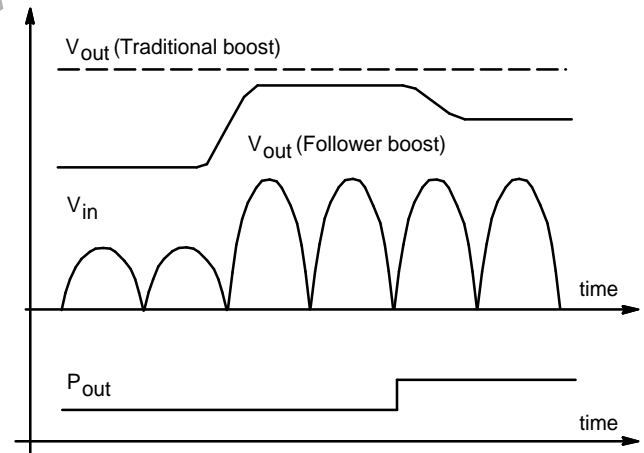 Vout (Traditional boost)
Vout (Follower boost)
Vin
time
Pout
time